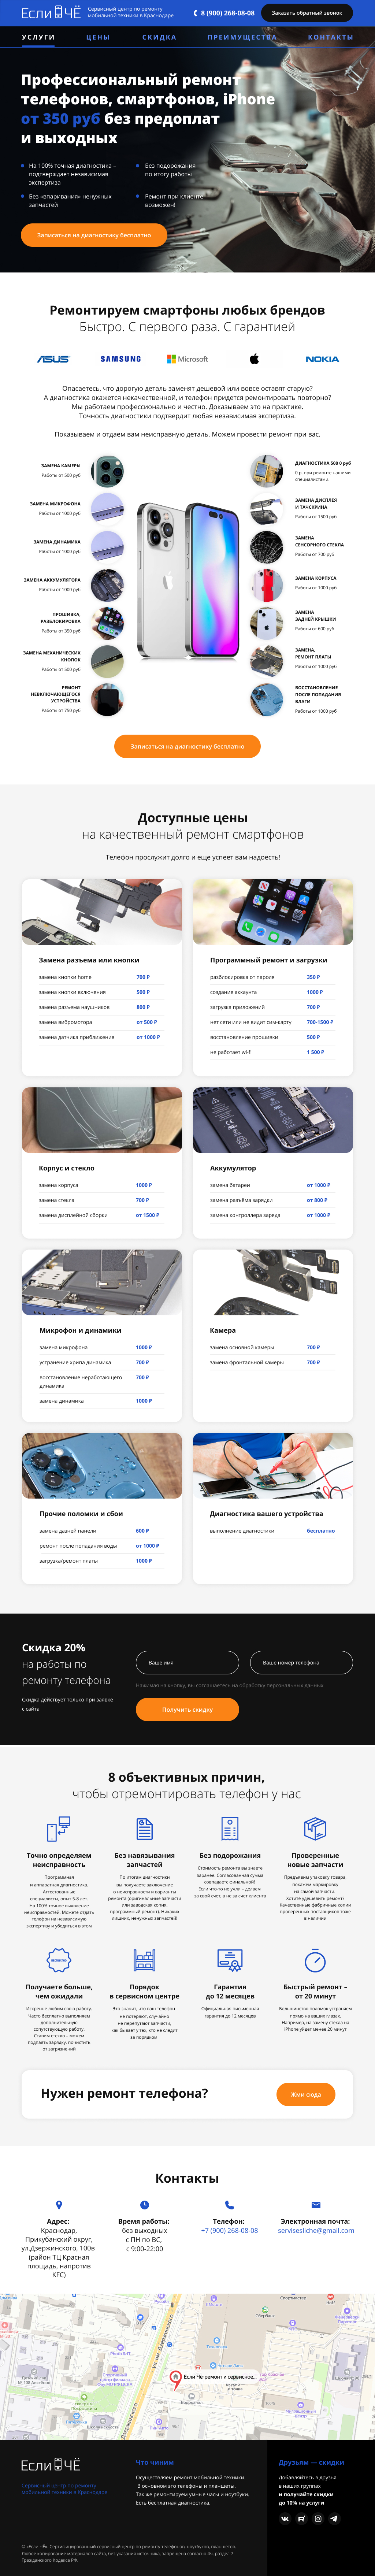 Если ЧЁ
Сервисный центр по ремонту
мобильной техники в Краснодаре
8 (900) 268-08-08
Заказать обратный звонок
УСЛУГИ
ЦЕНЫ
СКИДКА
ПРЕИМУЩЕСТВА
КОНТАКТЫ
Профессиональный ремонт
телефонов, смартфонов, iPhone
от 350 руб без предоплат
и выходных
На 100% точная диагностика –
подтверждает независимая
экспертиза
Без подорожания
по итогу работы
Без «впаривания» ненужных
запчастей
Ремонт при клиенте
возможен!
Записаться на диагностику бесплатно
Ремонтируем смартфоны любых брендов
Быстро. С первого раза. С гарантией
ASUS
SAMSUNG
Microsoft
NOKIA
Опасаетесь, что дорогую деталь заменят дешевой или вовсе оставят старую?
А диагностика окажется некачественной, и телефон придется ремонтировать повторно?
Мы работаем профессионально и честно. Доказываем это на практике.
Точность диагностики подтвердит любая независимая экспертиза.
Показываем и отдаем вам неисправную деталь. Можем провести ремонт при вас.
ЗАМЕНА КАМЕРЫ
Работы от 500 руб
ЗАМЕНА МИКРОФОНА
Работы от 1000 руб
ЗАМЕНА ДИНАМИКА
Работы от 1000 руб
ЗАМЕНА АККУМУЛЯТОРА
Работы от 1000 руб
ПРОШИВКА,
РАЗБЛОКИРОВКА
Работы от 350 руб
ЗАМЕНА МЕХАНИЧЕСКИХ
КНОПОК
Работы от 500 руб
РЕМОНТ
НЕВКЛЮЧАЮЩЕГОСЯ
УСТРОЙСТВА
Работы от 750 руб
ДИАГНОСТИКА 500 0 руб
0 р. при ремонте нашими
специалистами.
ЗАМЕНА ДИСПЛЕЯ
И ТАЧСКРИНА
Работы от 1500 руб
ЗАМЕНА
СЕНСОРНОГО СТЕКЛА
Работы от 700 руб
ЗАМЕНА КОРПУСА
Работы от 1000 руб
ЗАМЕНА
ЗАДНЕЙ КРЫШКИ
Работы от 600 руб
ЗАМЕНА,
РЕМОНТ ПЛАТЫ
Работы от 1000 руб
ВОССТАНОВЛЕНИЕ
ПОСЛЕ ПОПАДАНИЯ
ВЛАГИ
Работы от 1000 руб
Записаться на диагностику бесплатно
Доступные цены
на качественный ремонт смартфонов
Телефон прослужит долго и еще успеет вам надоесть!
Замена разъема или кнопки
замена кнопки home 700 ₽
замена кнопки включения 500 ₽
замена разъема наушников 800 ₽
замена вибромотора от 500 ₽
замена датчика приближения от 1000 ₽
Программный ремонт и загрузки
разблокировка от пароля 350 ₽
создание аккаунта 1000 ₽
загрузка приложений 700 ₽
нет сети или не видит сим-карту 700-1500 ₽
восстановление прошивки 500 ₽
не работает wi-fi 1 500 ₽
Корпус и стекло
замена корпуса 1000 ₽
замена стекла 700 ₽
замена дисплейной сборки от 1500 ₽
Аккумулятор
замена батареи от 1000 ₽
замена разъёма зарядки от 800 ₽
замена контроллера заряда от 1000 ₽
Микрофон и динамики
замена микрофона 1000 ₽
устранение хрипа динамика 700 ₽
восстановление неработающего 700 ₽
динамика
замена динамика 1000 ₽
Камера
замена основной камеры 700 ₽
замена фронтальной камеры 700 ₽
Прочие поломки и сбои
замена дазней панели 600 ₽
ремонт после попадания воды от 1000 ₽
загрузка/ремонт платы 1000 ₽
Диагностика вашего устройства
выполнение диагностики бесплатно
Скидка 20%
на работы по
ремонту телефона
Скидка действует только при заявке
с сайта
Ваше имя
Ваше номер телефона
Нажимая на кнопку, вы соглашаетесь на обработку персональных данных
Получить скидку
8 объективных причин,
чтобы отремонтировать телефон у нас
Точно определяем
неисправность
Программная
и аппаратная диагностика.
Аттестованные
специалисты, опыт 5-8 лет.
На 100% точное выявление
неисправностей. Можете отдать
телефон на независимую
экспертизу и убедиться в этом
Без навязывания
запчастей
По итогам диагностики
вы получаете заключение
о неисправности и варианты
ремонта (оригинальные запчасти
или заводская копия,
программный ремонт). Никаких
лишних, ненужных запчастей!
Без подорожания
Стоимость ремонта вы знаете
заранее. Согласованная сумма
совпадает, финальной!
Если что-то не учли – делаем
за свой счет, а не за счет клиента
Проверенные
новые запчасти
Предъявим упаковку товара,
покажем маркировку
на самой запчасти.
Хотите удешевить ремонт?
Качественные фабричные копии
проверенных поставщиков тоже
в наличии
Получаете больше,
чем ожидали
Искренне любим свою работу.
Часто бесплатно выполняем
дополнительную
сопутствующую работу.
Ставим стекло – можем
подпаять зарядку, почистить
от загрязнений
Порядок
в сервисном центре
Это значит, что ваш телефон
не потеряют, случайно
не перепутают запчасти,
как бывает у тех, кто не следит
за порядком
Гарантия
до 12 месяцев
Официальная письменная
гарантия до 12 месяцев
Быстрый ремонт –
от 20 минут
Большинство поломок устраняем
прямо на ваших глазах.
Например, на замену стекла на
iPhone уйдет менее 20 минут
Нужен ремонт телефона?
Жми сюда
Контакты
Адрес:
Краснодар,
Прикубанский округ,
ул.Дзержинского, 100в
(район ТЦ Красная
площадь, напротив
KFC)
Время работы:
без выходных
с ПН по ВС,
с 9:00-22:00
Телефон:
+7 (900) 268-08-08
Электронная почта:
servisesliche@gmail.com
Если Чё-ремонт и сервисное...
Если ЧЁ
Сервисный центр по ремонту
мобильной техники в Краснодаре
Что чиним
Осуществляем ремонт мобильной техники.
В основном это телефоны и планшеты.
Так же ремонтируем умные часы и ноутбуки.
Есть бесплатная диагностика.
Друзьям — скидки
Добавляйтесь в друзья
в наших группах
и получайте скидки
до 10% на услуги
© «Если Чё». Сертифицированный сервисный центр по ремонту телефонов, ноутбуков, планшетов.
Любое копирование материалов сайта, без указания источника, запрещена согласно 4ч, раздел 7
Гражданского Кодекса РФ.